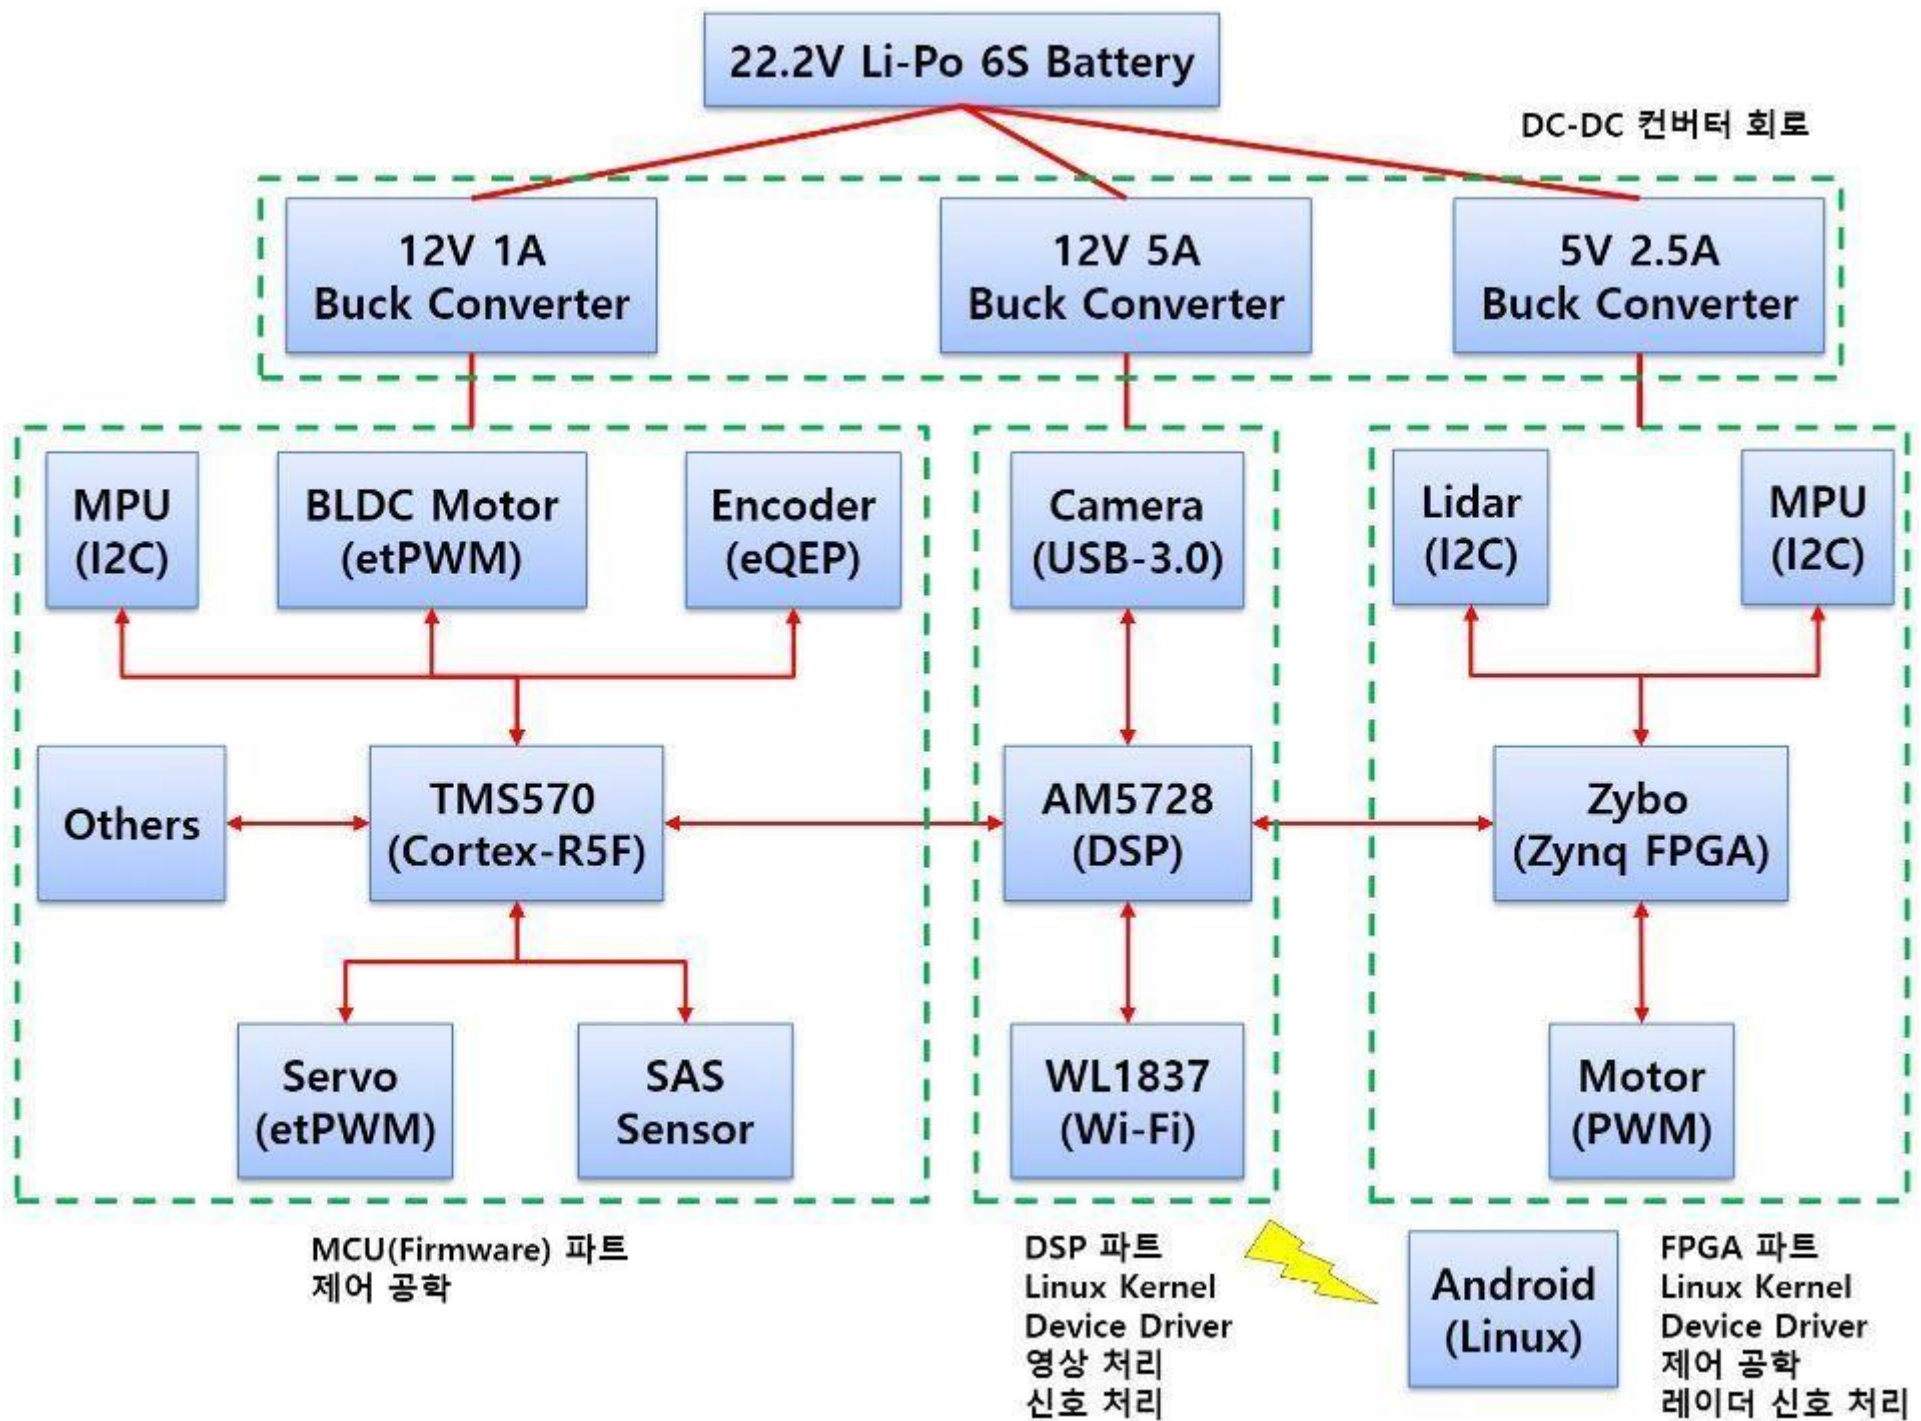 22.2V Li-Po 6S Battery
DC-DC 컨버터 회로
12V 1A
Buck Converter
12V 5A
Buck Converter
5V 2.5A
Buck Converter
MPU
(I2C)
BLDC Motor
(etPWM)
Encoder
(eQEP)
Camera
(USB-3.0)
Lidar
(I2C)
MPU
(I2C)
Others
TMS570
(Cortex-R5F)
AM5728
(DSP)
Zybo
(Zynq FPGA)
Servo
(etPWM)
SAS
Sensor
WL1837
(Wi-Fi)
Motor
(PWM)
MCU(Firmware) 파트
제어 공학
DSP 파트
Linux Kernel
Device Driver
영상 처리
신호 처리
Android
(Linux)
FPGA 파트
Linux Kernel
Device Driver
제어 공학
레이더 신호 처리